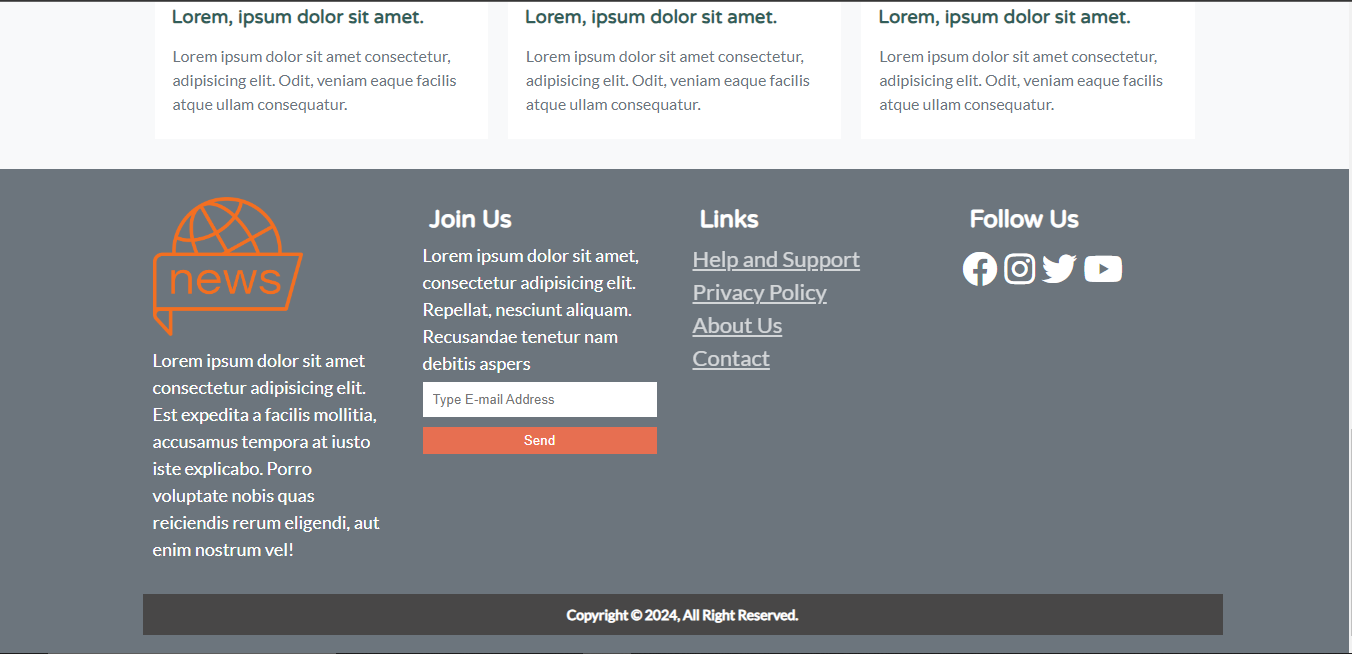 Lorem, ipsum dolor sit amet.
Lorem ipsum dolor sit amet consectetur,
adipisicing elit. Odit, veniam eaque facilis
atque ullam consequatur.
Lorem, ipsum dolor sit amet.
Lorem ipsum dolor sit amet consectetur,
adipisicing elit. Odit, veniam eaque facilis
atque ullam consequatur.
Lorem, ipsum dolor sit amet.
Lorem ipsum dolor sit amet consectetur,
adipisicing elit. Odit, veniam eaque facilis
atque ullam consequatur.
news
Lorem ipsum dolor sit amet
consectetur adipisicing elit.
Est expedita a facilis mollitia,
accusamus tempora at iusto
iste explicabo. Porro
voluptate nobis quas
reiciendis rerum eligendi, aut
enim nostrum vel!
Join Us
Lorem ipsum dolor sit amet,
consectetur adipisicing elit.
Repellat, nesciunt aliquam.
Recusandae tenetur nam
debitis aspers
Type E-mail Address
Send
Links
Help and Support
Privacy Policy
About Us
Contact
Follow Us
Copyright © 2024, All Right Reserved.